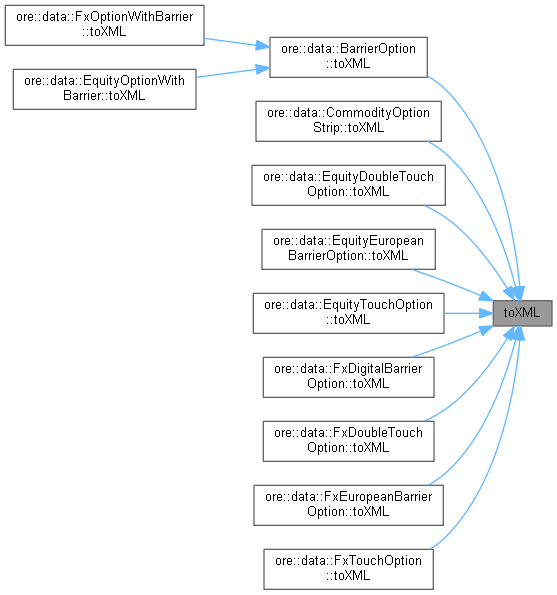 ore::data::FxOptionWithBarrier
::toXML
ore::data::EquityOptionWith
Barrier::toXML
ore::data::BarrierOption
::toXML
ore::data::CommodityOption
Strip::toXML
ore::data::EquityDoubleTouch
Option::toXML
ore::data::EquityEuropean
BarrierOption::toXML
ore::data::EquityTouchOption
::toXML
ore::data::FxDigitalBarrier
Option::toXML
ore::data::FxDoubleTouch
Option::toXML
ore::data::FxEuropeanBarrier
Option::toXML
ore::data::FxTouchOption
::toXML
toXML